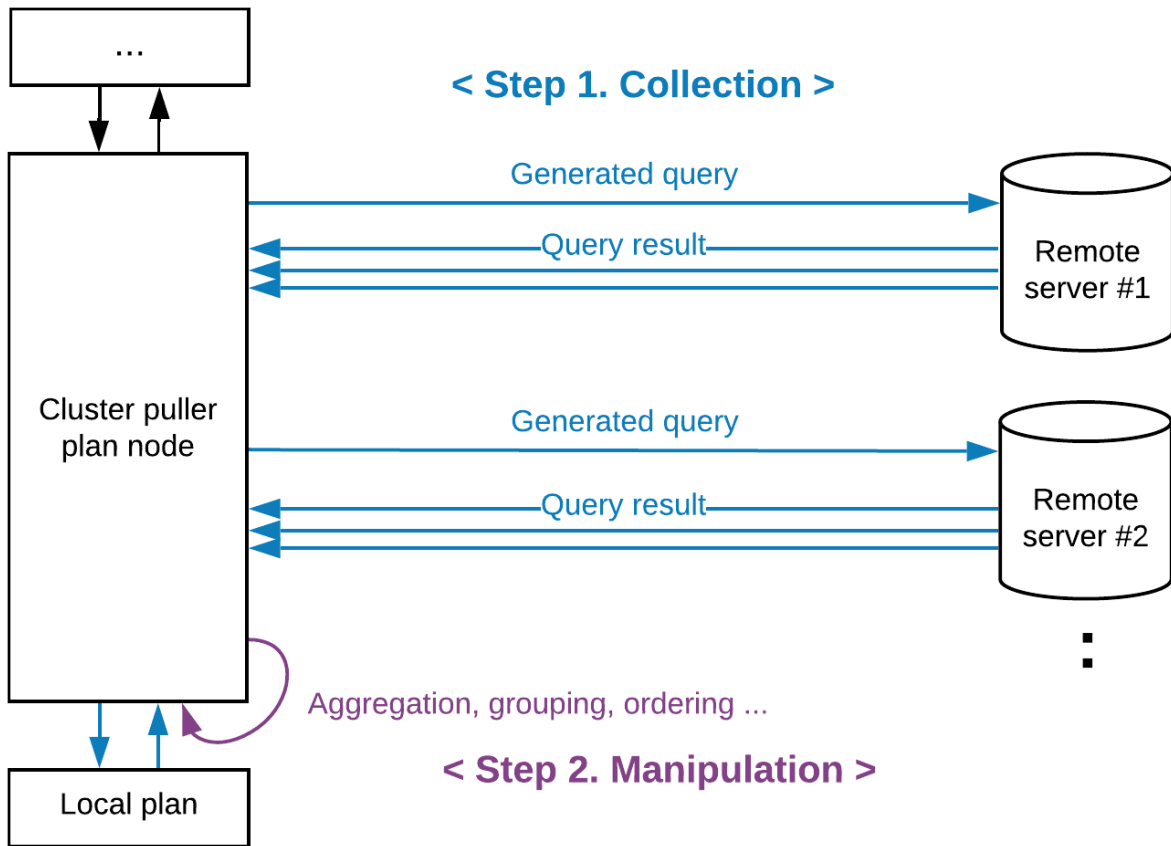 ...
< Step 1. Collection >
Generated query
Query result
Remote
server #1
Cluster puller
plan node
Generated query
Query result
Remote
server #2
:
Aggregation, grouping, ordering ...
< Step 2. Manipulation >
Local plan